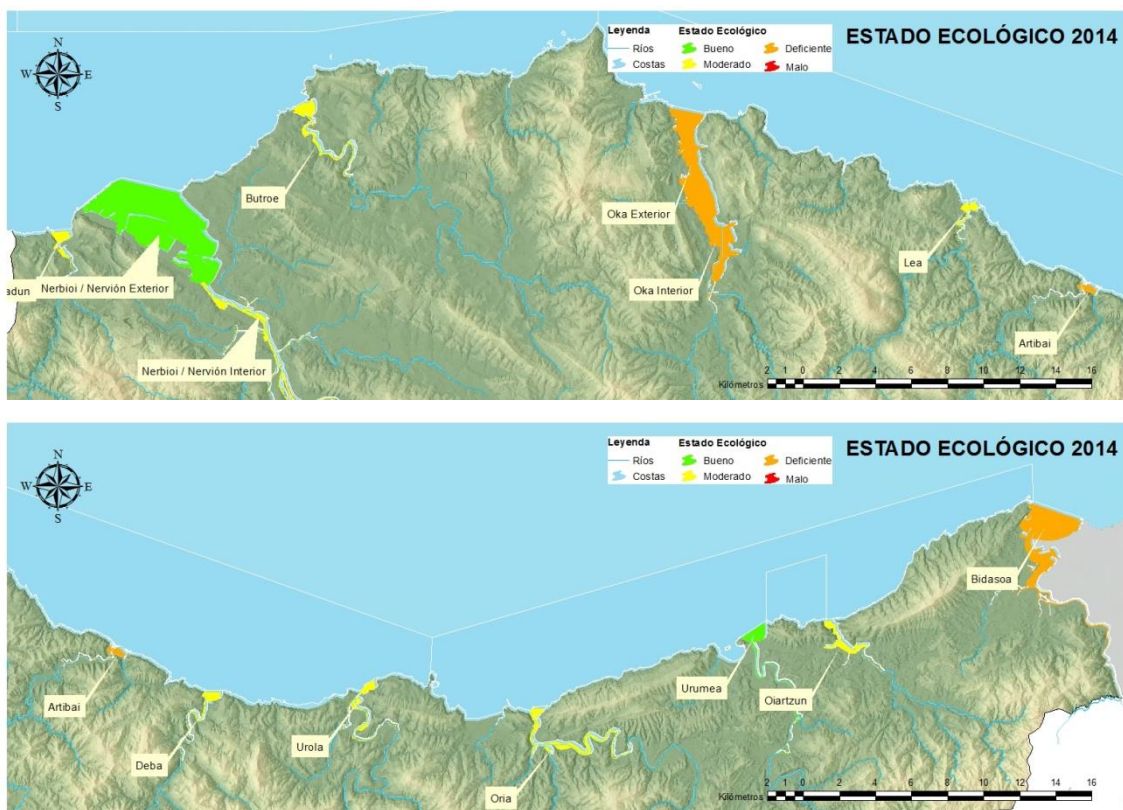 ESTADO ECOLÓGICO 2014
Leyenda
Ríos
Costas
Estado Ecológico
Bueno
Moderado
Deficiente
Malo
N
W E
S
Butroe
Oka Exterior
Oka Interior
Lea
Artibai
adun
Nerbioi / Nervión Exterior
Nerbioi / Nervión Interior
2 1 0 2 4 6 8 10 12 14 16
Kilómetros
ESTADO ECOLÓGICO 2014
Leyenda
Ríos
Costas
Estado Ecológico
Bueno
Moderado
Deficiente
Malo
N
W E
S
Bidasoa
Artibai
Deba
Urola
Oria
Urumea
Oiartzun
2 1 0 2 4 6 8 10 12 14 16
Kilómetros